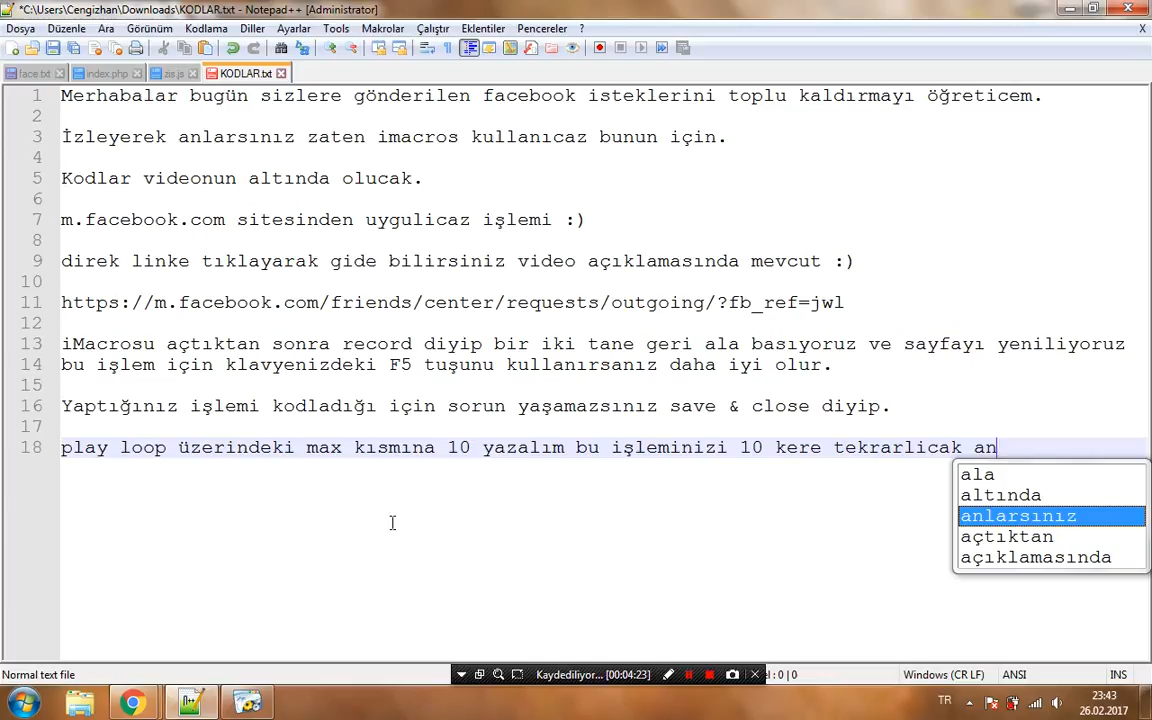 *C:\Users\Cengizhan\Downloads\KODLAR.txt - Notepad++ [Administrator]
Dosya Düzenle Ara Görünüm Kodlama Diller Ayarlar Tools Makrolar Çalıştır Eklentiler Pencereler ? X
face.txt index.php zis.js KODLAR.txt
1 Merhabalar bugün sizlere gönderilen facebook isteklerini toplu kaldırmayı öğreticem.
2
3 İzleyerek anlarsınız zaten imacros kullanıcaz bunun için.
4
5 Kodlar videonun altında olucak.
6
7 m.facebook.com sitesinden uygulicaz işlemi :)
8
9 direk linke tıklayarak gide bilirsiniz video açıklamasında mevcut :)
10
11 https://m.facebook.com/friends/center/requests/outgoing/?fb_ref=jwl
12
13 iMacrosu açtıktan sonra record diyip bir iki tane geri ala basıyoruz ve sayfayı yeniliyoruz
14 bu işlem için klavyenizdeki F5 tuşunu kullanırsanız daha iyi olur.
15
16 Yaptığınız işlemi kodladığı için sorun yaşamazsınız save & close diyip.
17
18 play loop üzerindeki max kısmına 10 yazalım bu işleminizi 10 kere tekrarlicak an
ala
altında
anlarsınız
açtıktan
açıklamasında
Normal text file Kaydediliyor... [00:04:23] el : 0 | 0 Windows (CR LF) ANSI INS
TR 23:43
26.02.2017